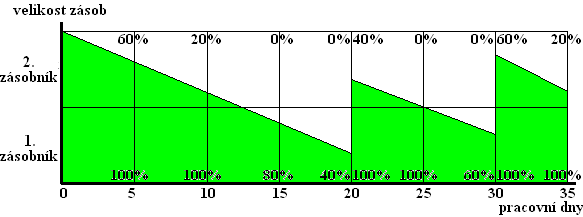 velikost zásob
60% 20% 0% 0% 40% 0% 0% 60% 20%
2.
zásobník
1.
zásobník
100% 100% 80% 40% 100% 100% 60% 100% 100%
0 5 10 15 20 25 30 35
pracovní dny